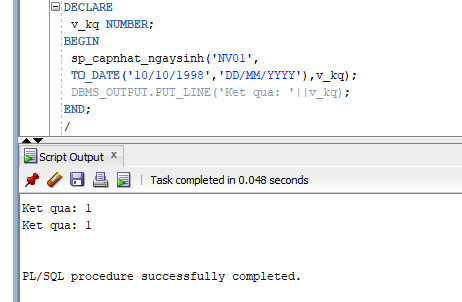 DECLARE
v_kq NUMBER;
BEGIN
sp_capnhat_ngaysinh('NV01',
TO_DATE('10/10/1998','DD/MM/YYYY'),v_kq);
DBMS_OUTPUT.PUT_LINE('Ket qua: '||v_kq);
END;
/
Script Output x
Task completed in 0.048 seconds
Ket qua: 1
Ket qua: 1
PL/SQL procedure successfully completed.